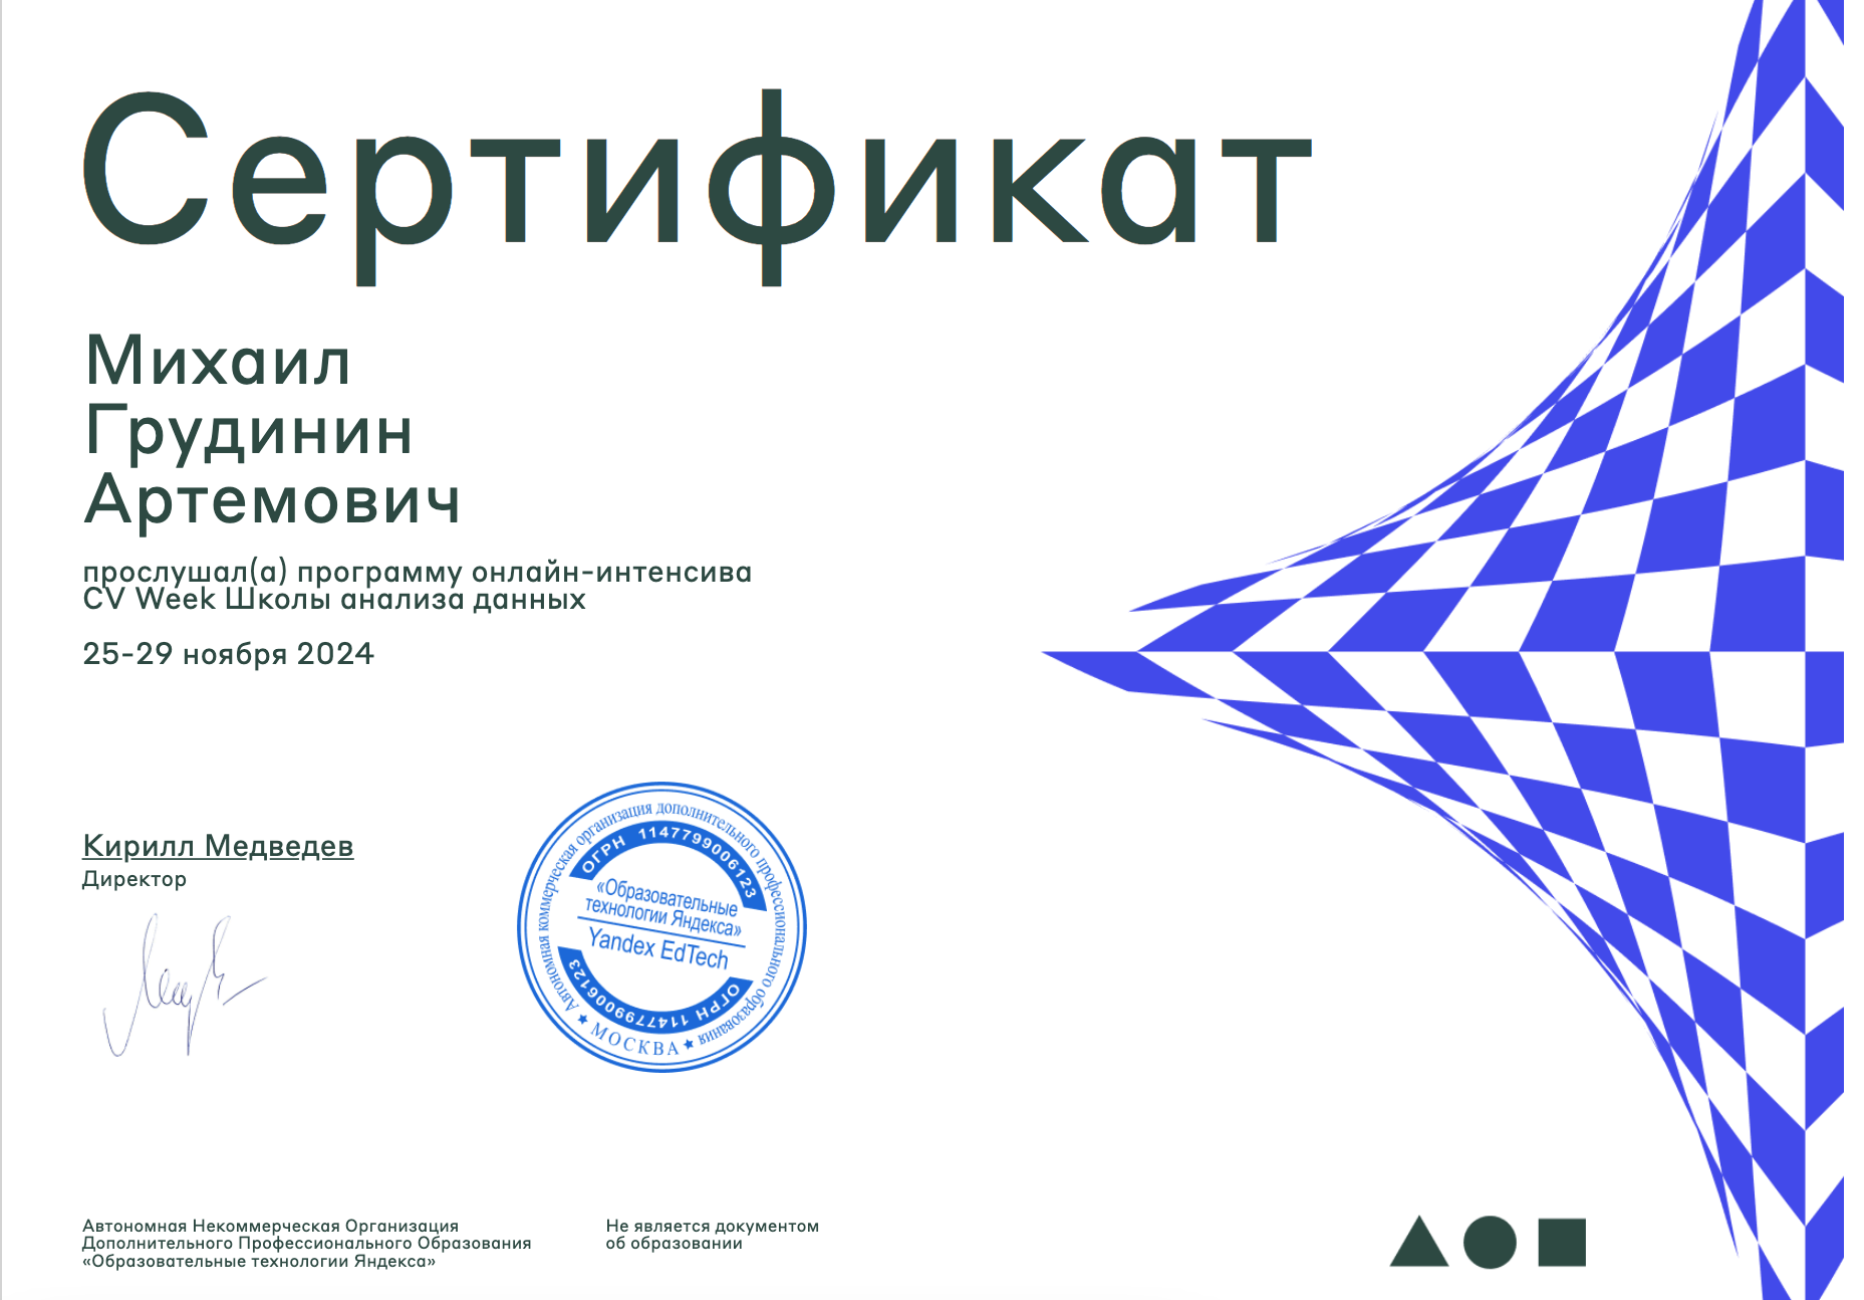 Сертификат
Михаил
Грудинин
Артемович
прослушал(а) программу онлайн-интенсива
CV Week Школы анализа данных
25-29 ноября 2024
Кирилл Медведев
Директор
Автономная коммерческая организация дополнительного профессионального образования
ОГРН 1147799006123
«Образовательные
технологии Яндекса»
Yandex EdTech
ОГРН 1147799006123
★ МОСКВА ★
Автономная Некоммерческая Организация
Дополнительного Профессионального Образования
«Образовательные технологии Яндекса»
Не является документом
об образовании